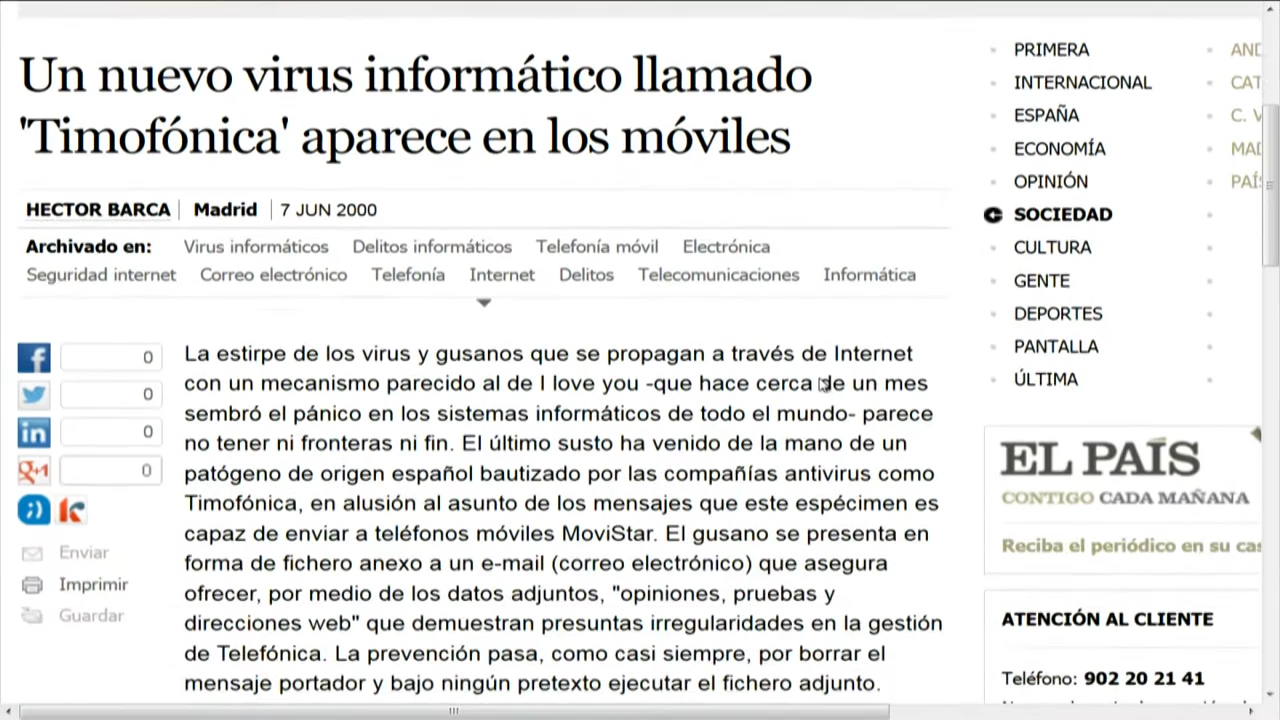 Un nuevo virus informático llamado
'Timofónica' aparece en los móviles
HECTOR BARCA | Madrid | 7 JUN 2000
Archivado en: Virus informáticos Delitos informáticos Telefonía móvil Electrónica
Seguridad internet Correo electrónico Telefonía Internet Delitos Telecomunicaciones Informática
0
0
0
0
Enviar
Imprimir
Guardar
La estirpe de los virus y gusanos que se propagan a través de Internet
con un mecanismo parecido al de I love you -que hace cerca de un mes
sembró el pánico en los sistemas informáticos de todo el mundo- parece
no tener ni fronteras ni fin. El último susto ha venido de la mano de un
patógeno de origen español bautizado por las compañías antivirus como
Timofónica, en alusión al asunto de los mensajes que este espécimen es
capaz de enviar a teléfonos móviles MoviStar. El gusano se presenta en
forma de fichero anexo a un e-mail (correo electrónico) que asegura
ofrecer, por medio de los datos adjuntos, "opiniones, pruebas y
direcciones web" que demuestran presuntas irregularidades en la gestión
de Telefónica. La prevención pasa, como casi siempre, por borrar el
mensaje portador y bajo ningún pretexto ejecutar el fichero adjunto.
PRIMERA
INTERNACIONAL
ESPAÑA
ECONOMÍA
OPINIÓN
SOCIEDAD
CULTURA
GENTE
DEPORTES
PANTALLA
ÚLTIMA
AND
CAT
C. V
MAD
PAÍS
EL PAÍS
CONTIGO CADA MAÑANA
Reciba el periódico en su cas
ATENCIÓN AL CLIENTE
Teléfono: 902 20 21 41